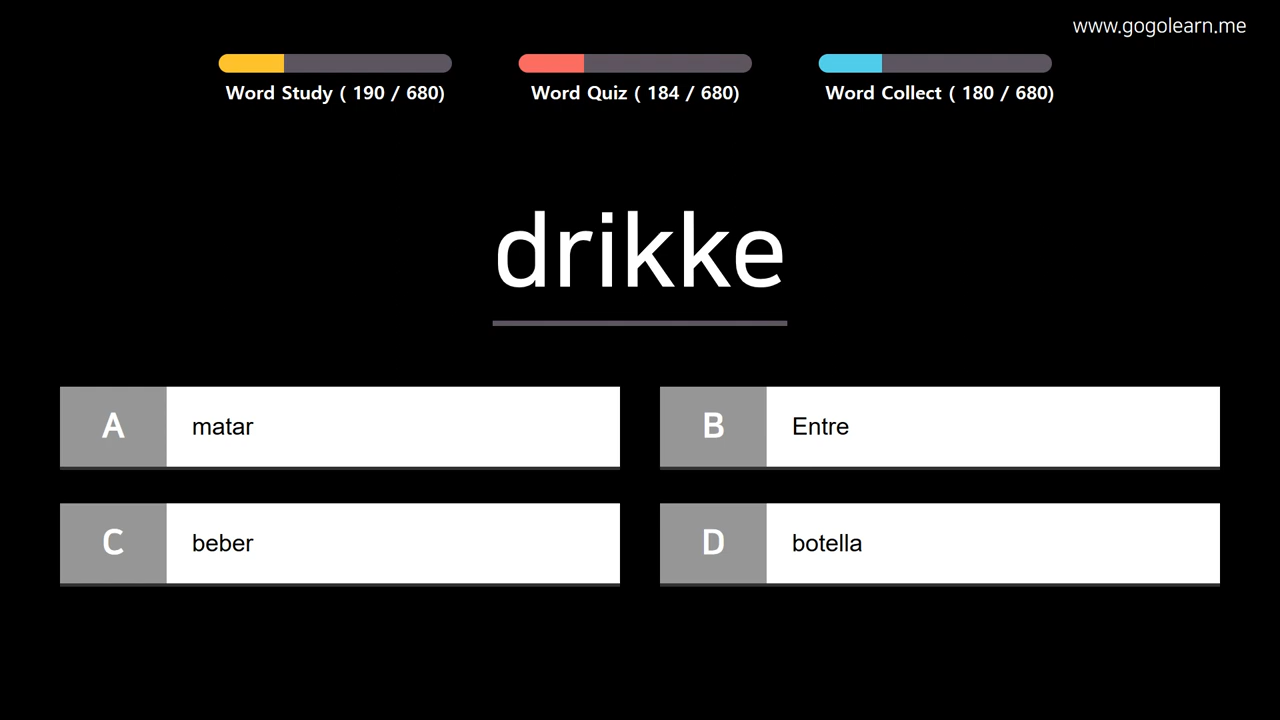 www.gogolearn.me
Word Study ( 190 / 680)
Word Quiz ( 184 / 680)
Word Collect ( 180 / 680)
drikke
A matar
B Entre
C beber
D botella